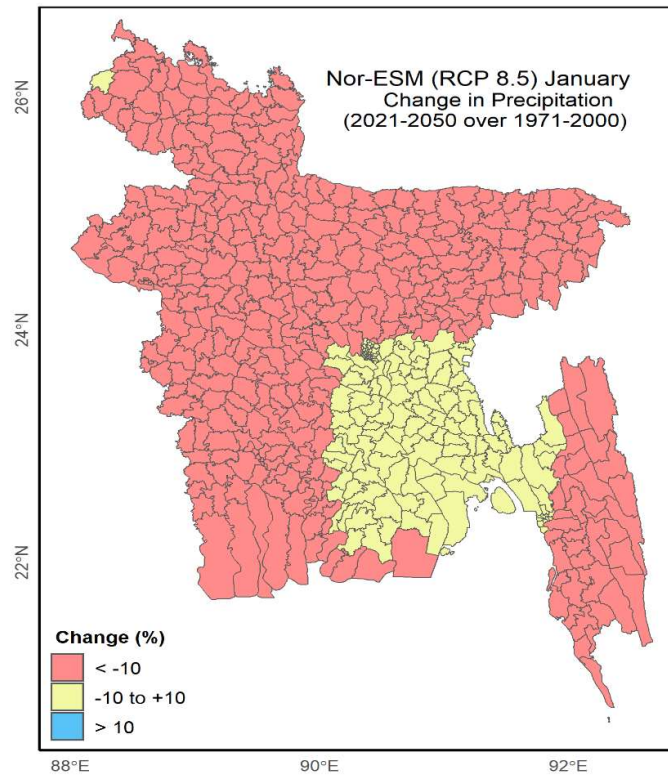 Nor-ESM (RCP 8.5) January
Change in Precipitation
(2021-2050 over 1971-2000)
26°N
24°N
22°N
Change (%)
< -10
-10 to +10
> 10
88°E
90°E
92°E